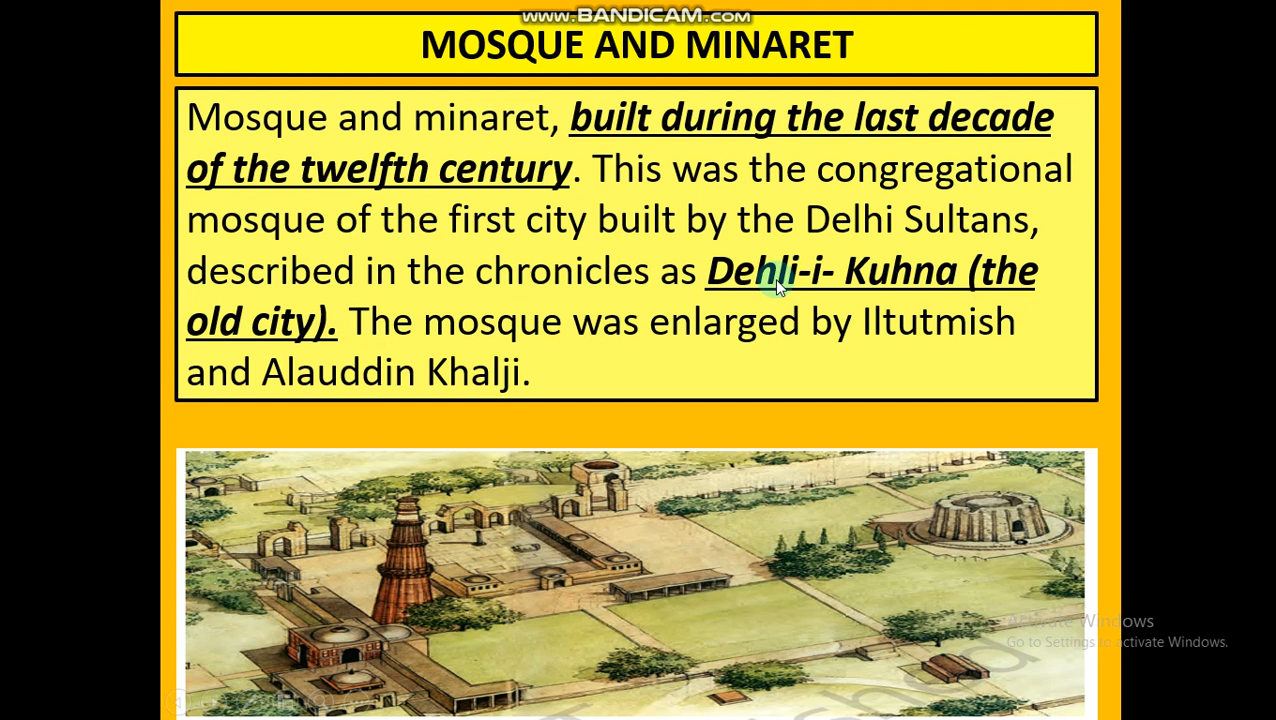 WWW.BANDICAM.COM
MOSQUE AND MINARET
Mosque and minaret, built during the last decade
of the twelfth century. This was the congregational
mosque of the first city built by the Delhi Sultans,
described in the chronicles as Dehli-i- Kuhna (the
old city). The mosque was enlarged by Iltutmish
and Alauddin Khalji.
Activate Windows
Go to Settings to activate Windows.